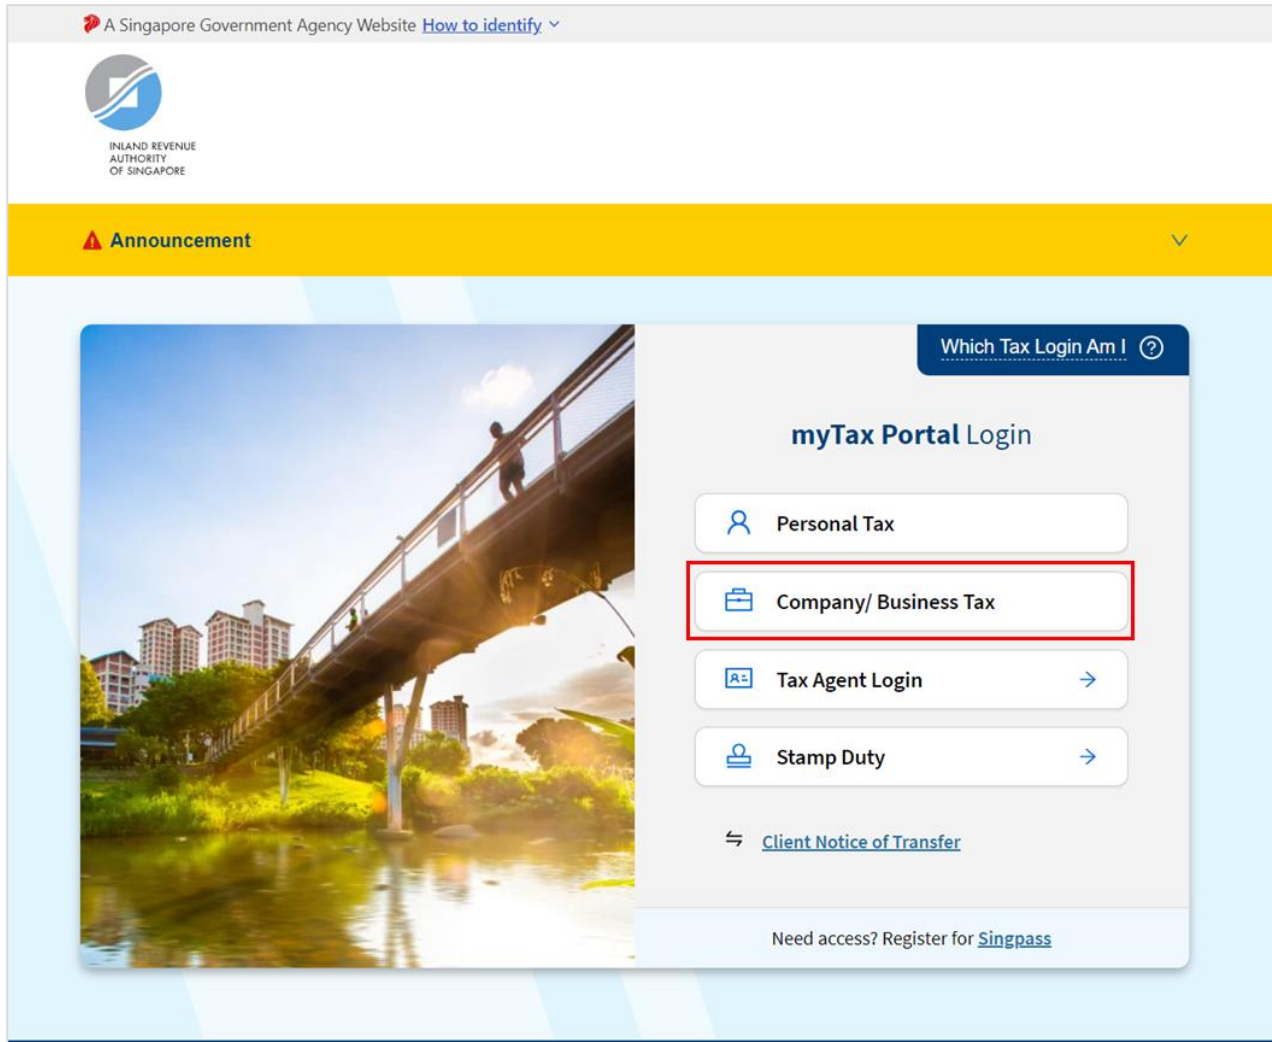 A Singapore Government Agency Website How to identify
INLAND REVENUE
AUTHORITY
OF SINGAPORE
Announcement
Which Tax Login Am I
myTax Portal Login
Personal Tax
Company/ Business Tax
Tax Agent Login
Stamp Duty
Client Notice of Transfer
Need access? Register for Singpass